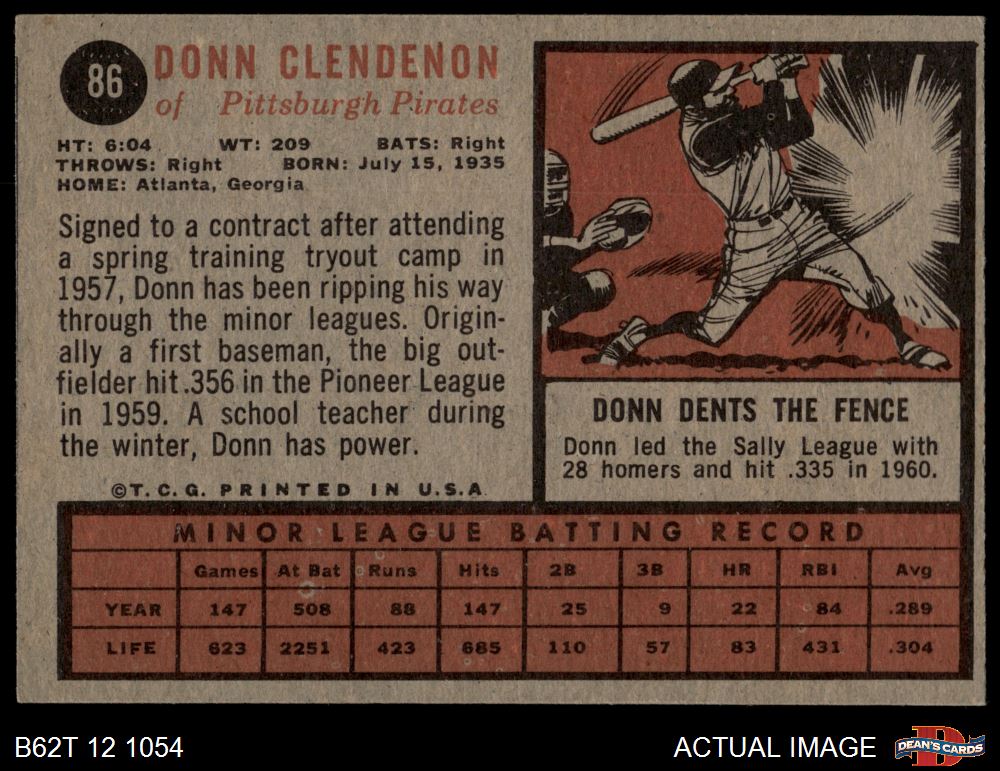 86
DONN CLENDENON
of Pittsburgh Pirates
HT: 6:04 WT: 209 BATS: Right
THROWS: Right BORN: July 15, 1935
HOME: Atlanta, Georgia
Signed to a contract after attending
a spring training tryout camp in
1957, Donn has been ripping his way
through the minor leagues. Origin-
ally a first baseman, the big out-
fielder hit .356 in the Pioneer League
in 1959. A school teacher during
the winter, Donn has power.
©T.C.G. PRINTED IN U.S.A.
DONN DENTS THE FENCE
Donn led the Sally League with
28 homers and hit .335 in 1960.
MINOR LEAGUE BATTING RECORD
Games At Bat Runs Hits 2B 3B HR RBI Avg
YEAR 147 508 88 147 25 9 22 84 .289
LIFE 623 2251 423 685 110 57 83 431 .304
B62T 12 1054 ACTUAL IMAGE DEAN'S CARDS